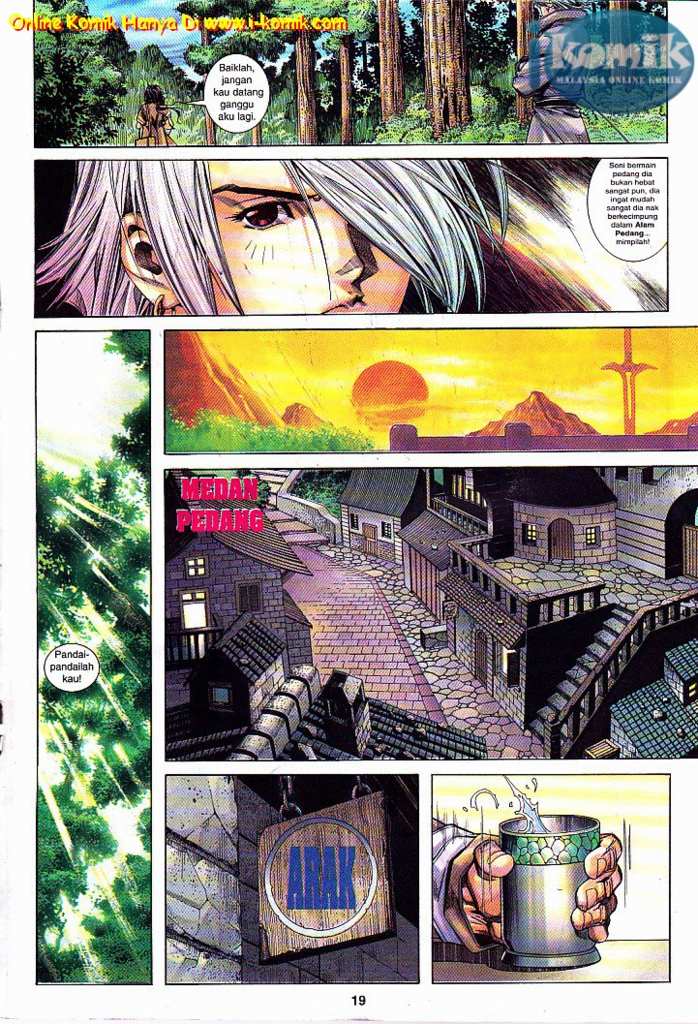 Online Komik Hanya Di www.i-komik.com
ikomik
MALAYSIA ONLINE KOMIK
Baiklah,
jangan
kau datang
ganggu
aku lagi.
Seni bermain
pedang dia
bukan hebat
sangat pun, dia
ingat mudah
sangat dia nak
berkecimpung
dalam Alam
Pedang...
mimpilah!
Pandai-
pandailah
kau!
MEDAN
PEDANG
ARAK
19